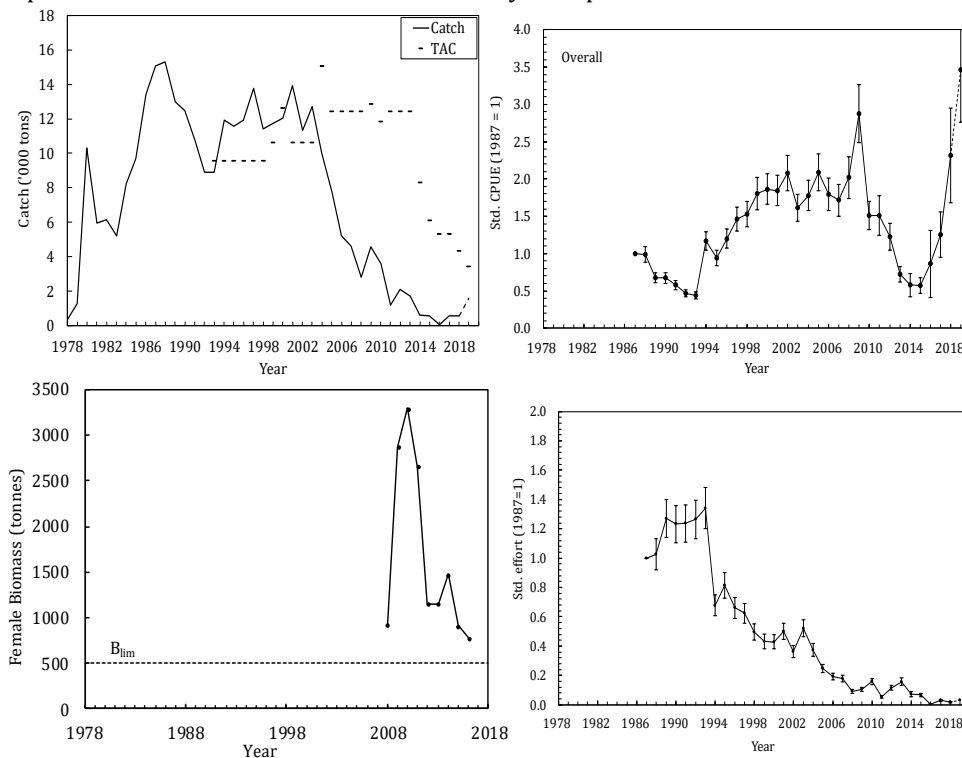 Catch
TAC
18
16
14
12
10
8
6
4
2
0
Catch ('000 tons)
1978 1982 1986 1990 1994 1998 2002 2006 2010 2014 2018
Year
Overall
4.0
3.5
3.0
2.5
2.0
1.5
1.0
0.5
0.0
Std. CPUE (1987 = 1)
1978 1982 1986 1990 1994 1998 2002 2006 2010 2014 2018
Year
3500
3000
2500
2000
1500
1000
500
0
Female Biomass (tonnes)
Blim
1978 1988 1998 2008 2018
Year
2.0
1.8
1.6
1.4
1.2
1.0
0.8
0.6
0.4
0.2
0.0
Std. effort (1987=1)
1978 1982 1986 1990 1994 1998 2002 2006 2010 2014 2018
Year